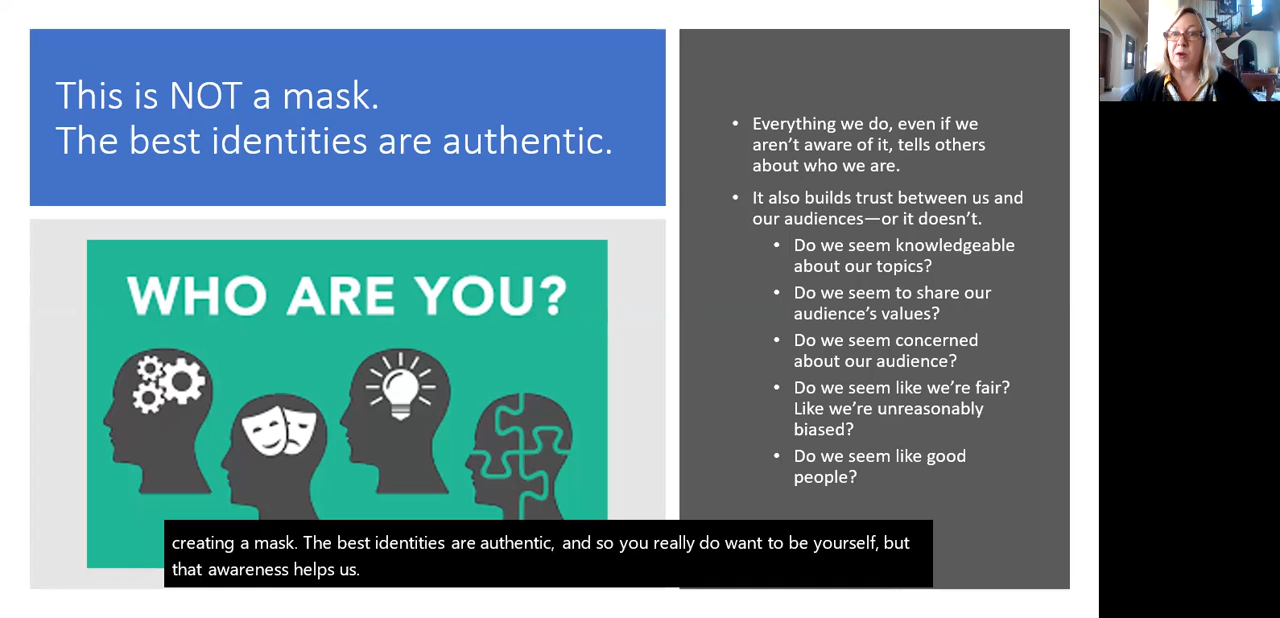 This is NOT a mask.
The best identities are authentic.
WHO ARE YOU?
• Everything we do, even if we
aren’t aware of it, tells others
about who we are.
• It also builds trust between us and
our audiences—or it doesn’t.
• Do we seem knowledgeable
about our topics?
• Do we seem to share our
audience’s values?
• Do we seem concerned
about our audience?
• Do we seem like we’re fair?
Like we’re unreasonably
biased?
• Do we seem like good
people?
creating a mask. The best identities are authentic, and so you really do want to be yourself, but
that awareness helps us.